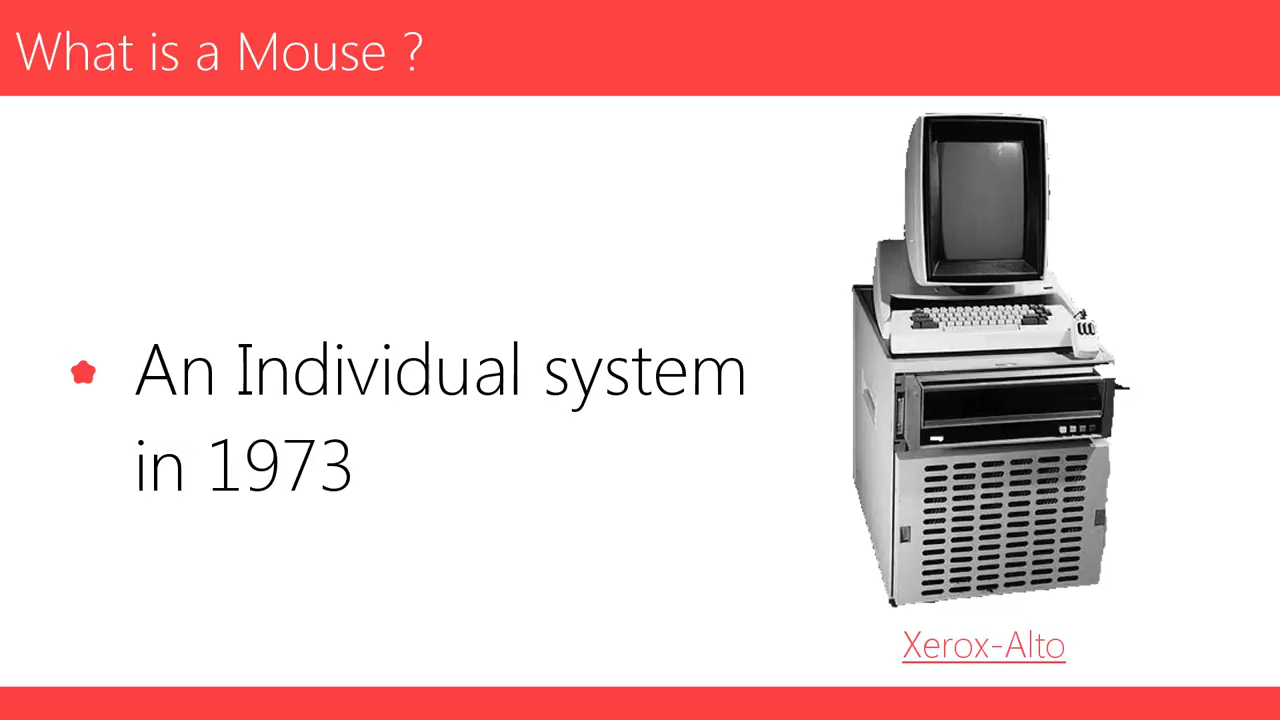 What is a Mouse ?
An Individual system
in 1973
Xerox-Alto